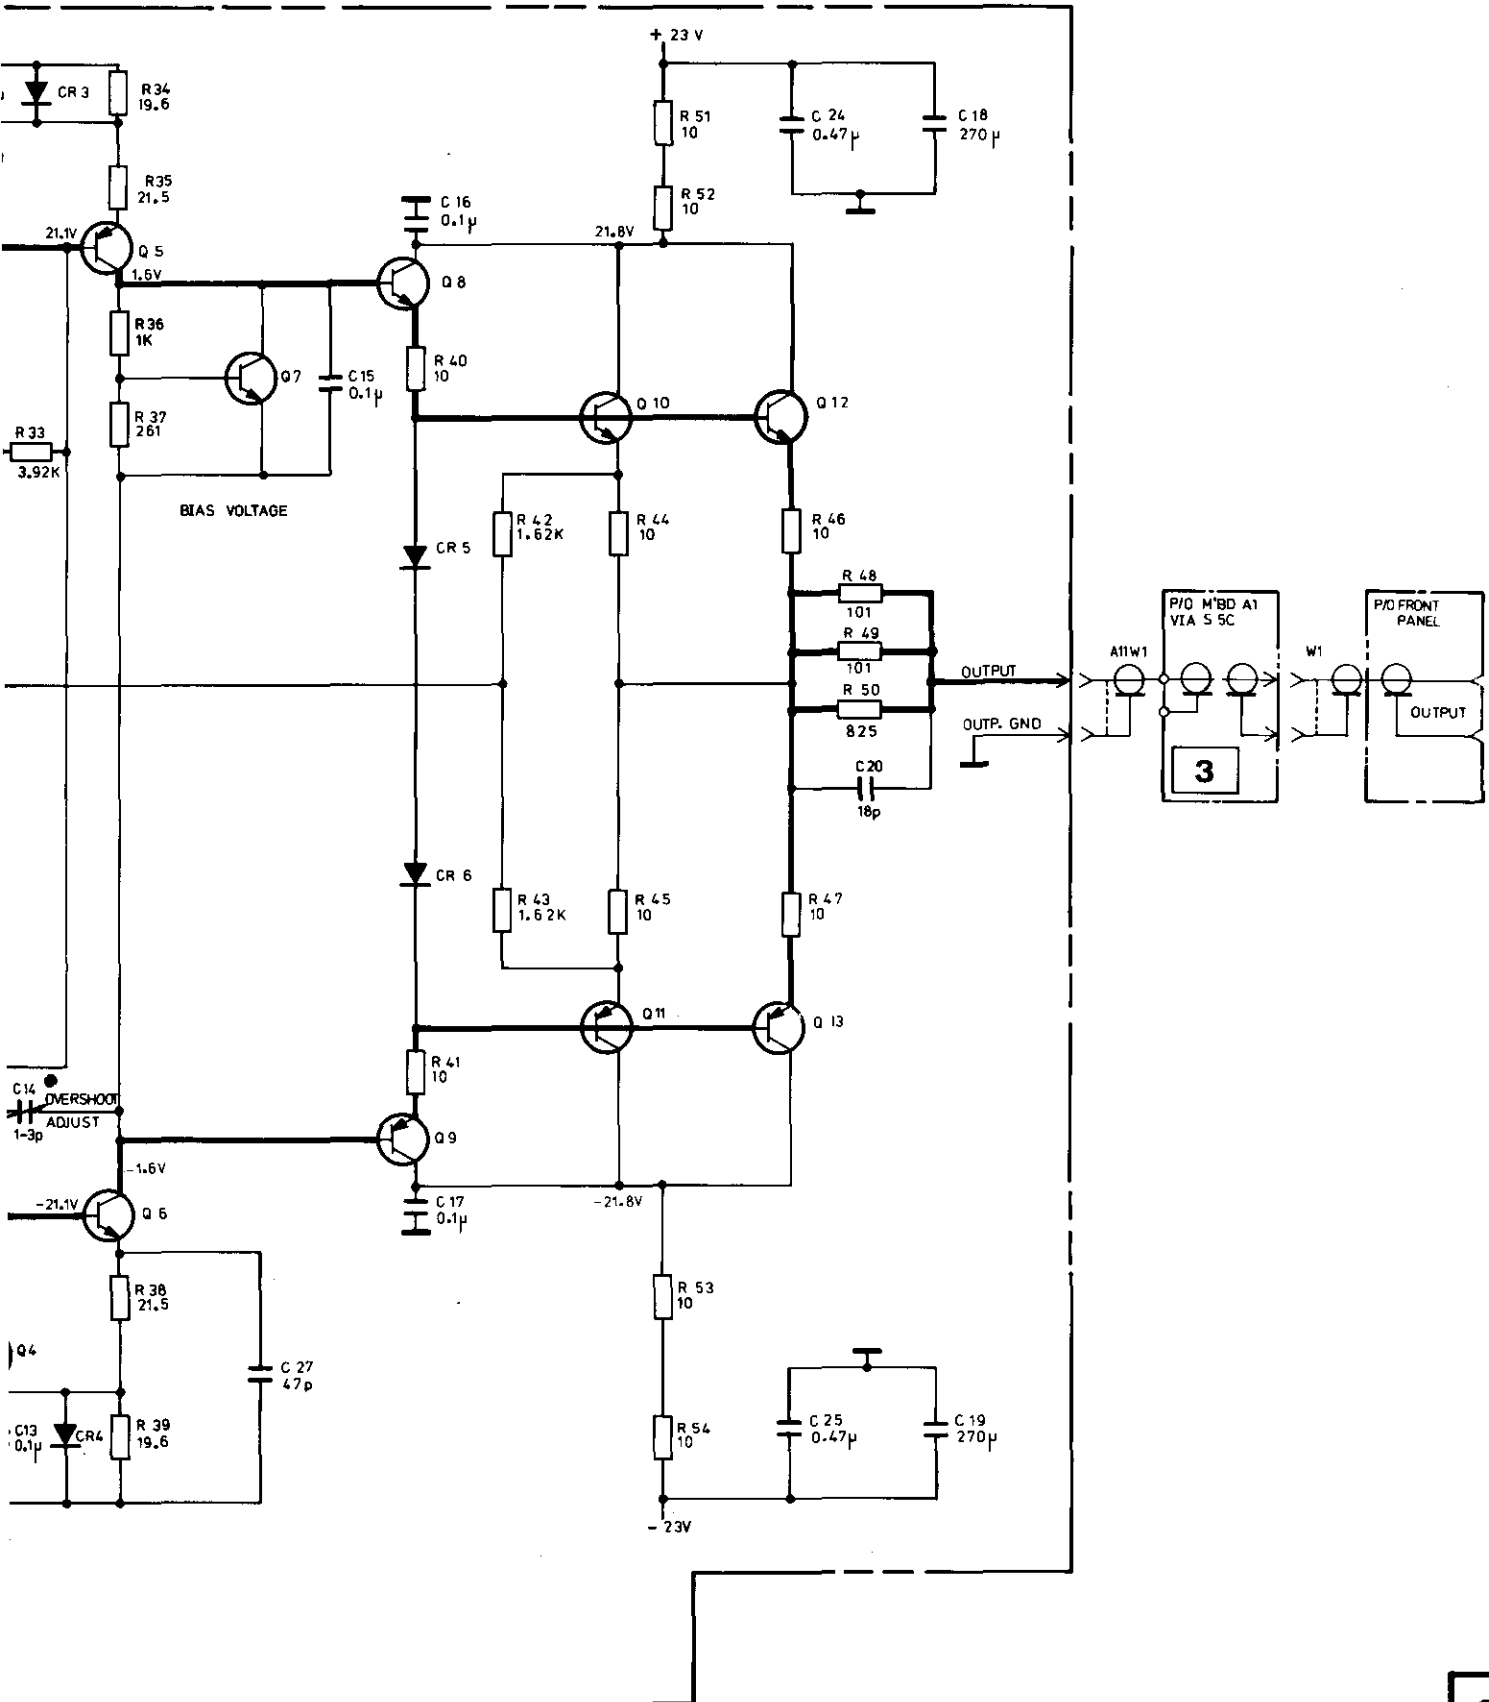 + 23 V
CR 3
R34
19.6
R 51
10
C 24
0.47µ
C 18
270µ
R35
21.5
R 52
10
C 16
0.1µ
21.1V
Q 5
21.8V
1.6V
Q 8
R 36
1K
R 40
10
Q7
C 15
0.1µ
R 37
261
Q 10
Q 12
R 33
3.92K
BIAS VOLTAGE
R 42
1.62K
R 44
10
R 46
10
CR 5
R 48
101
R 49
101
R 50
825
C20
18p
OUTPUT
OUTP. GND
A11W1
P/O M'BD A1
VIA S 5C
3
W1
P/O FRONT
PANEL
OUTPUT
CR 6
R 43
1.62K
R 45
10
R 47
10
Q 11
Q 13
R 41
10
C14
1-3p
OVERSHOOT
ADJUST
Q 9
-1.6V
-21.1V
Q 6
C 17
0.1µ
-21.8V
R 38
21.5
R 53
10
Q4
C 27
47p
C13
0.1µ
CR4
R 39
19.6
R 54
10
C 25
0.47µ
C 19
270µ
- 23V